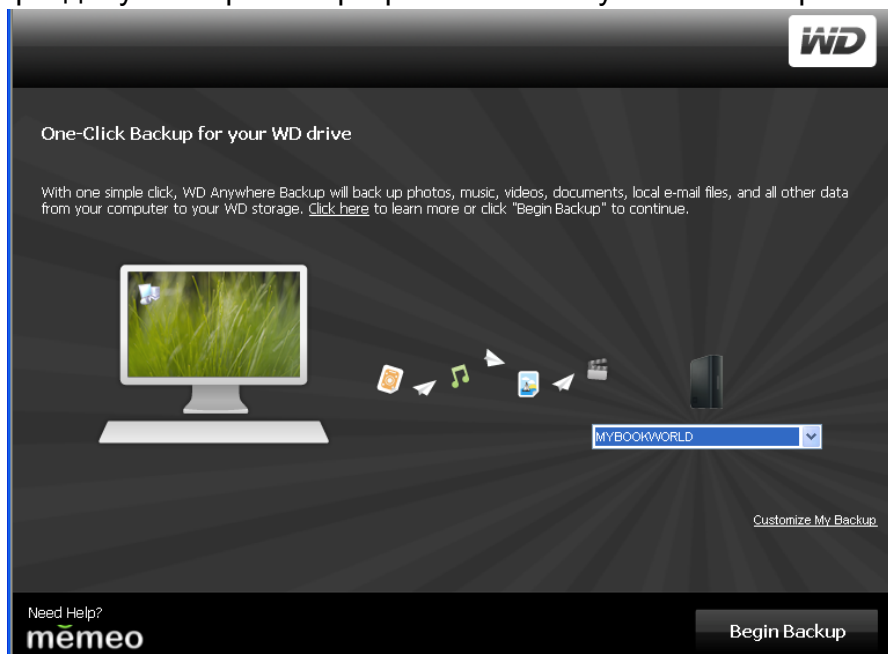 WD
One-Click Backup for your WD drive
With one simple click, WD Anywhere Backup will back up photos, music, videos, documents, local e-mail files, and all other data
from your computer to your WD storage. Click here to learn more or click "Begin Backup" to continue.
MYBOOKWORLD
Customize My Backup
Need Help?
mĕmeo
Begin Backup